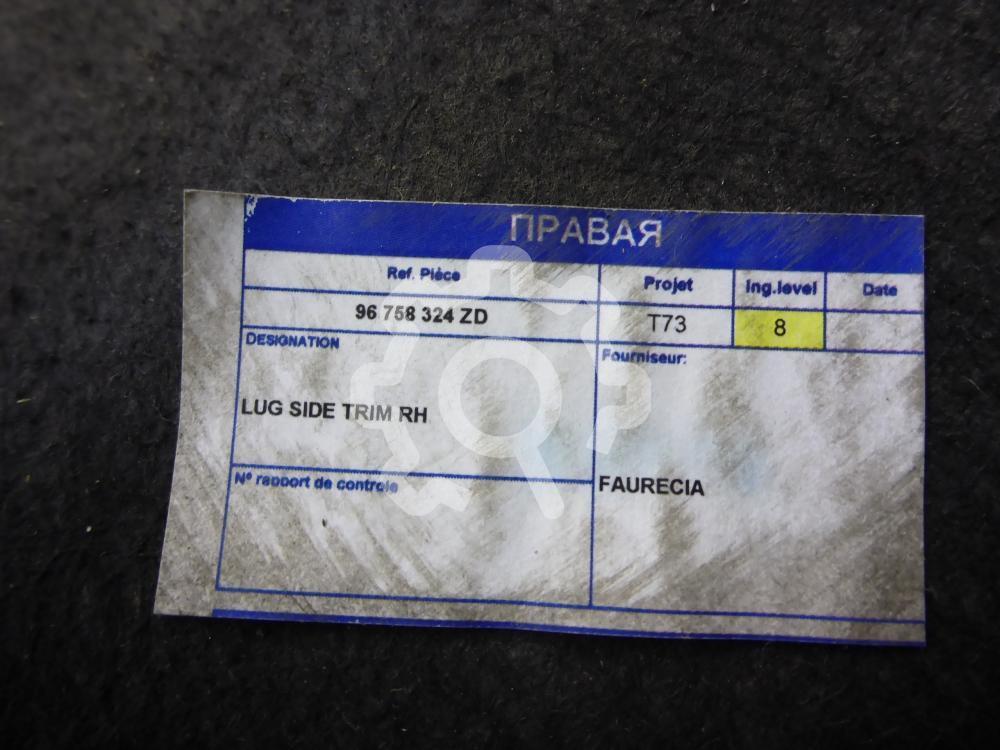 ПРАВАЯ
Ref. Pièce
Projet
Ing.level
Date
96 758 324 ZD
T73
8
DESIGNATION
Fourniseur:
LUG SIDE TRIM RH
N° rapport de controle
FAURECIA